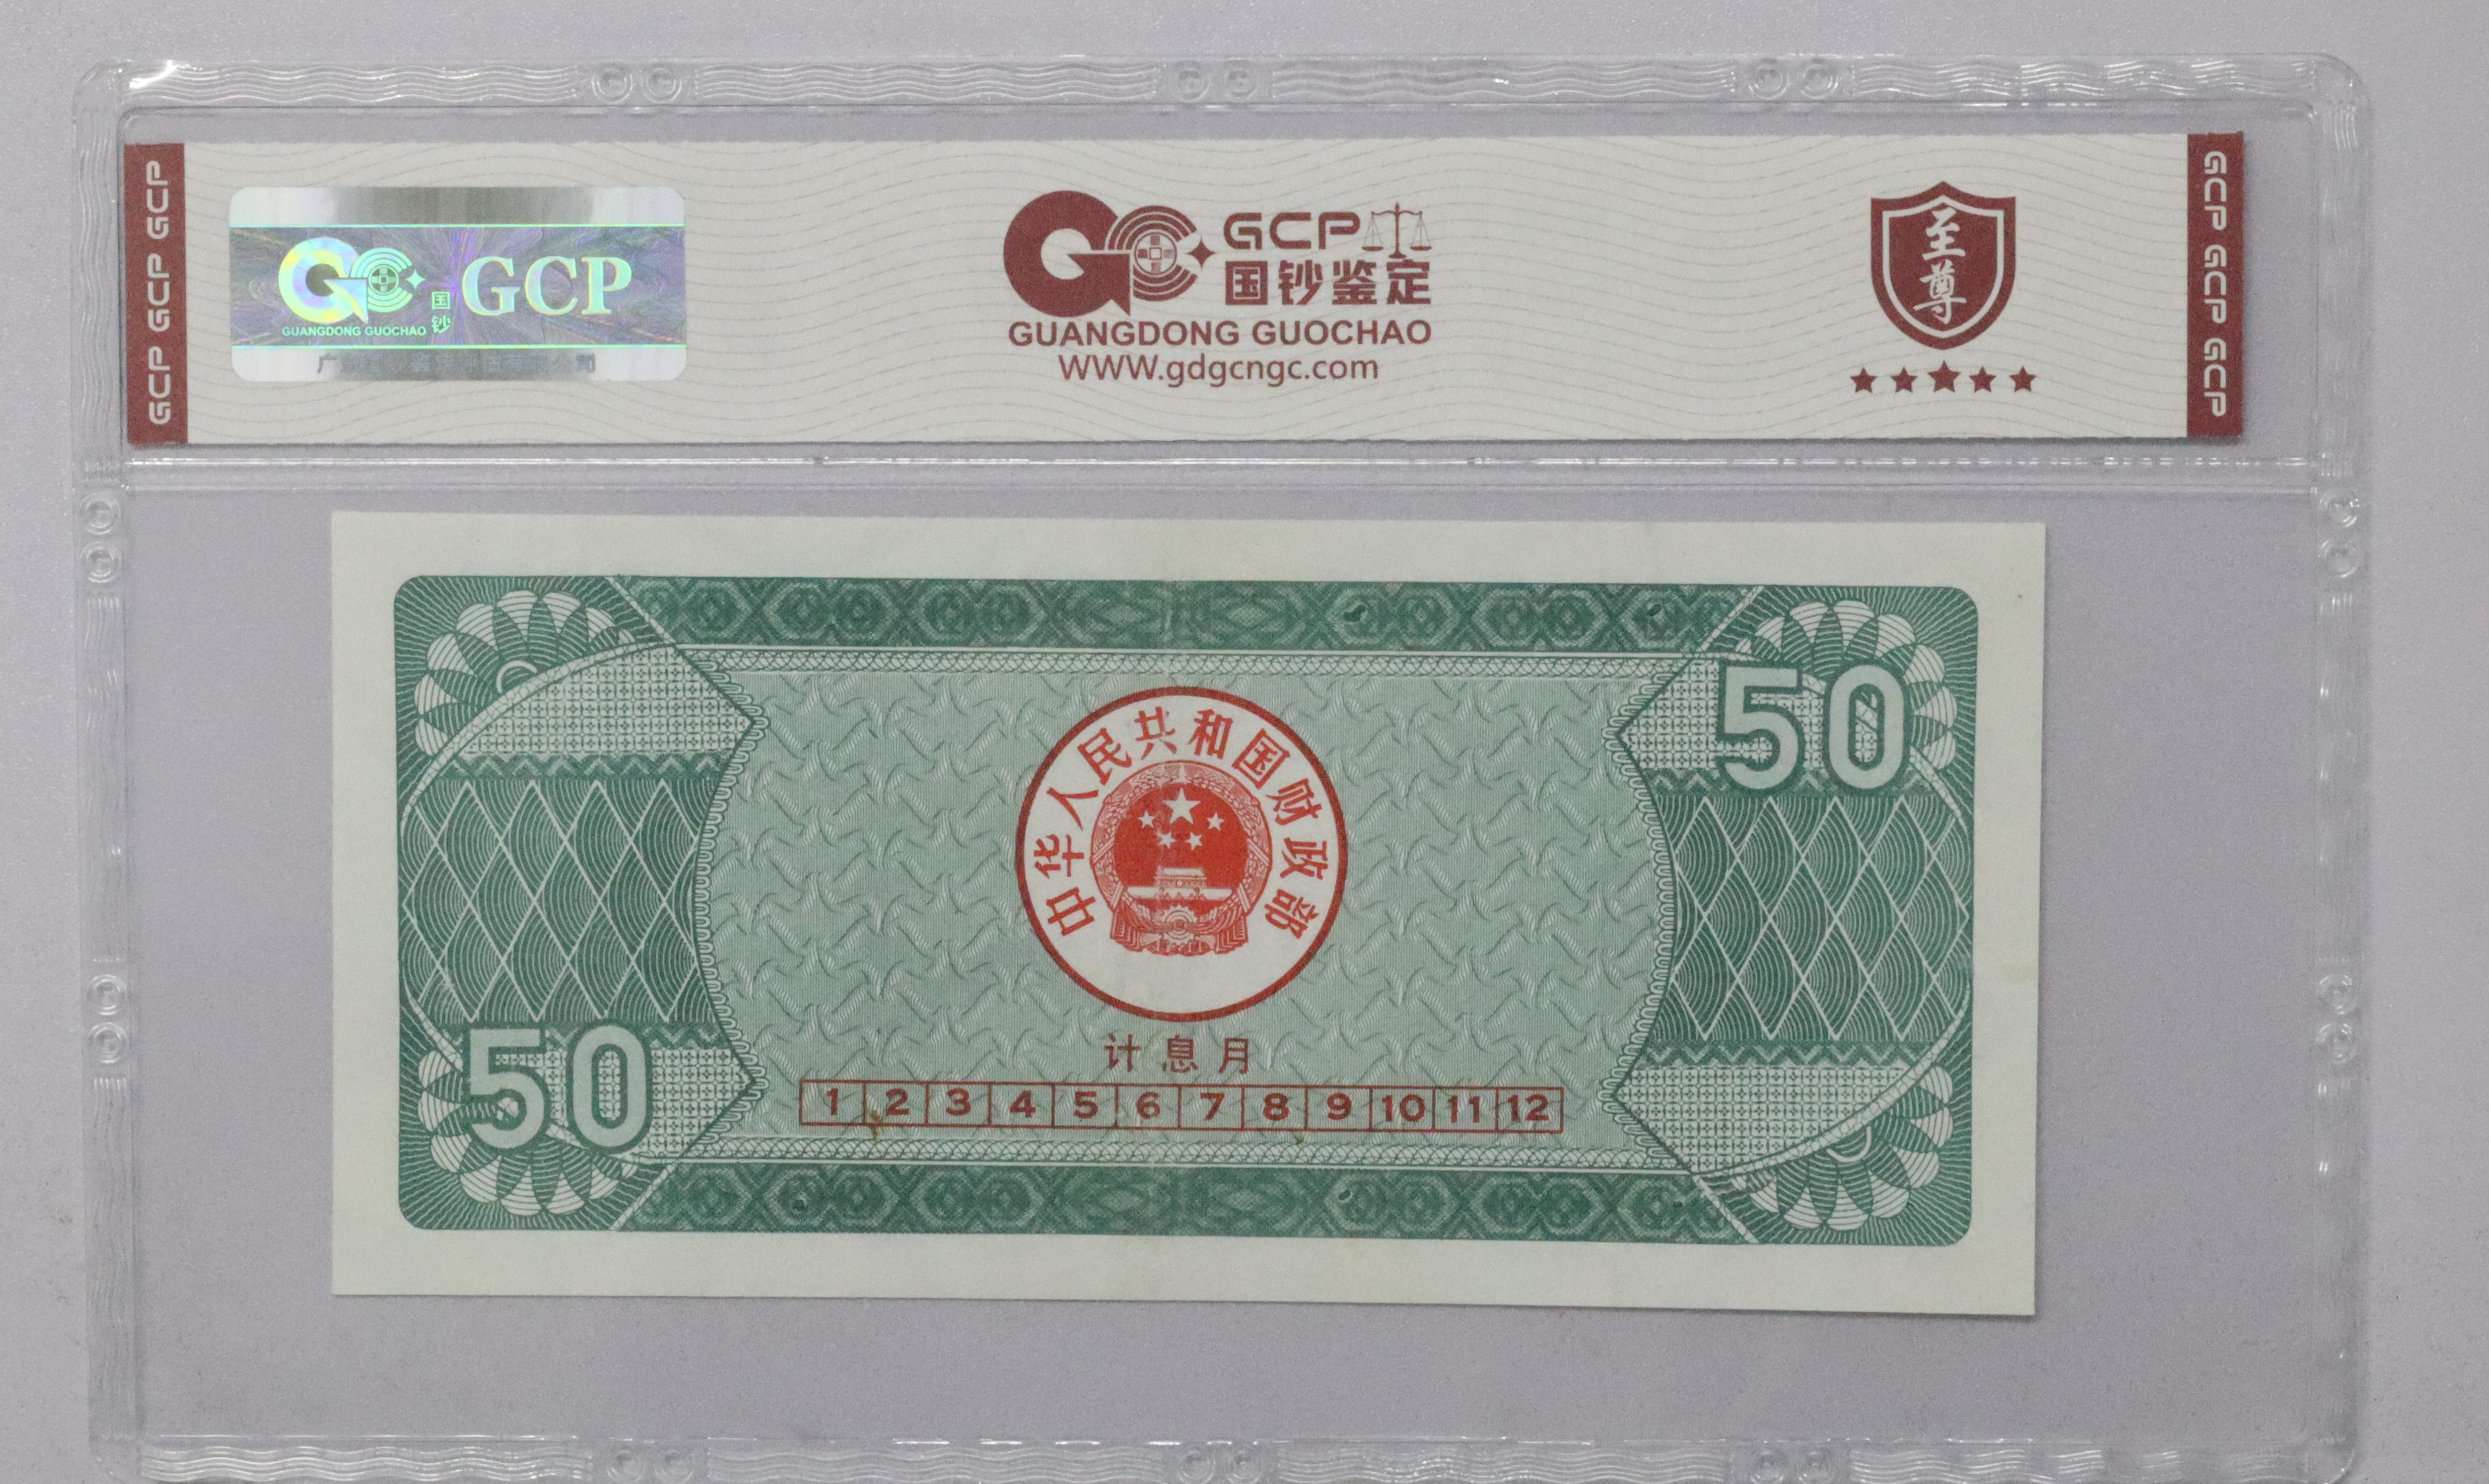 GCP GCP GCP
国钞 GCP
GUANGDONG GUOCHAO
GCP
国钞鉴定
GUANGDONG GUOCHAO
WWW.gdgcngc.com
至尊
GCP GCP GCP
50
中华人民共和国财政部
50
计息月
1 2 3 4 5 6 7 8 9 10 11 12